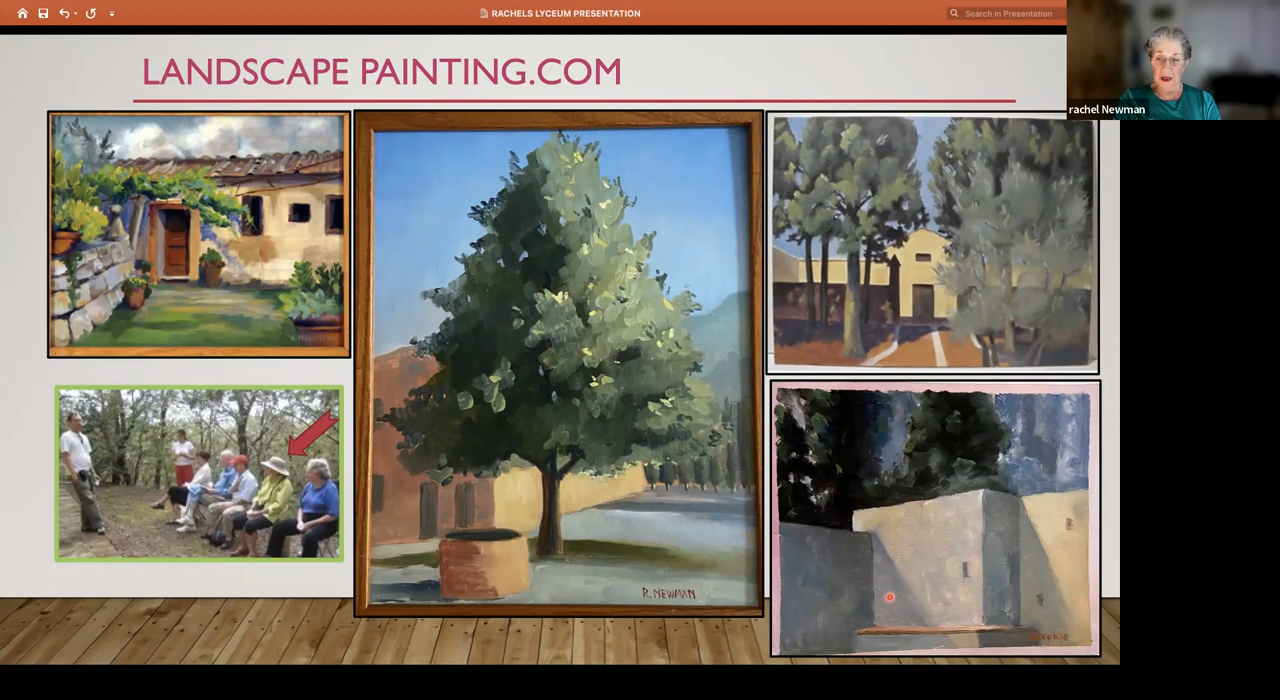 RACHELS LYCEUM PRESENTATION
Search in Presentation
LANDSCAPE PAINTING.COM
rachel Newman
R. NEWMAN